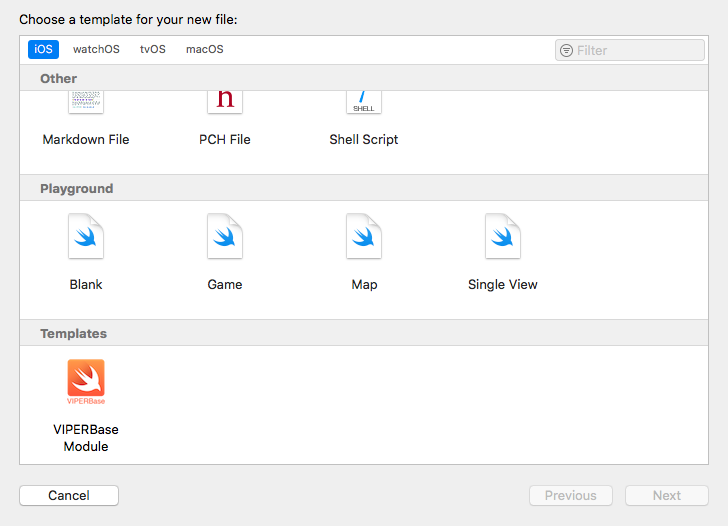 Choose a template for your new file:
iOS watchOS tvOS macOS Filter
Other
h SHELL
Markdown File PCH File Shell Script
Playground
Blank Game Map Single View
Templates
VIPERBase
VIPERBase
Module
Cancel Previous Next